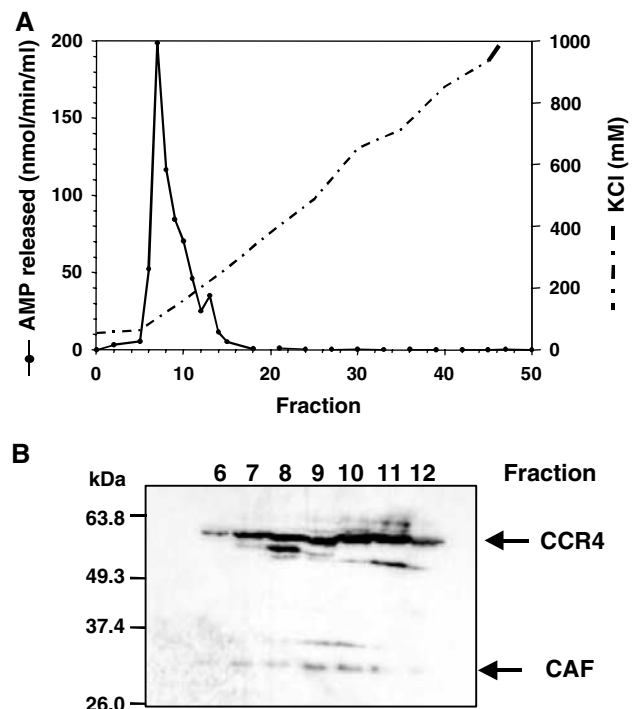 A
AMP released (nmol/min/ml)
200
150
100
50
0
1000
800
600
400
200
0
KCl (mM)
0 10 20 30 40 50
Fraction
B
kDa
6 7 8 9 10 11 12 Fraction
63.8
CCR4
49.3
37.4
CAF
26.0